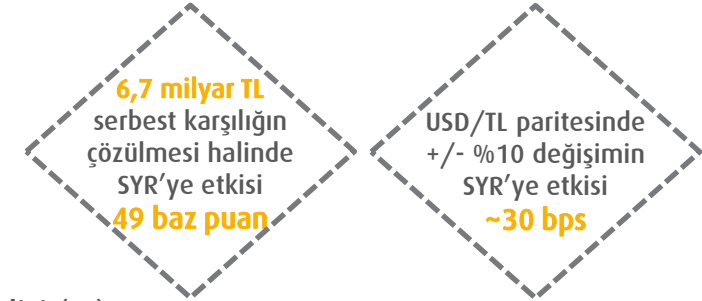 6,7 milyar TL
serbest karşılığın
çözülmesi halinde
SYR'ye etkisi
49 baz puan
USD/TL paritesinde
+/- %10 değişimin
SYR'ye etkisi
~30 bps